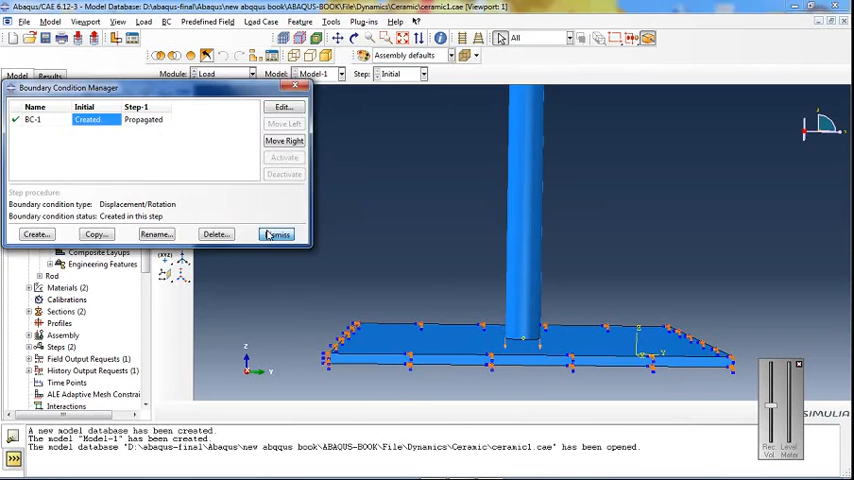 Abaqus/CAE 6.12-3 - Model Database: D:\abaqus-final\Abaqus\new abqqus book\ABAQUS-BOOK\File\Dynamics\Ceramic\ceramic1.cae [Viewport: 1]
File Model Viewport View Load BC Predefined Field Load Case Feature Tools Plug-ins Help
All
Assembly defaults
Model Results Module: Load Model: Model-1 Step: Initial
Boundary Condition Manager
Name Initial Step-1
BC-1 Created Propagated
Edit...
Move Left
Move Right
Activate
Deactivate
Step procedure:
Boundary condition type: Displacement/Rotation
Boundary condition status: Created in this step
Create... Copy... Rename... Delete... Dismiss
Composite Layups
Engineering Features
Rod
Materials (2)
Calibrations
Sections (2)
Profiles
Assembly
Steps (2)
Field Output Requests (1)
History Output Requests (1)
Time Points
ALE Adaptive Mesh Constrai
Interactions
Z
Y
X
Z
Y
Rec. Level
Vol Meter
SIMULIA
A new model database has been created.
The model "Model-1" has been created.
The model database "D:\abaqus-final\Abaqus\new abqqus book\ABAQUS-BOOK\File\Dynamics\Ceramic\ceramic1.cae" has been opened.